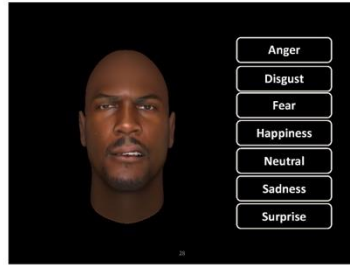 Anger
Disgust
Fear
Happiness
Neutral
Sadness
Surprise